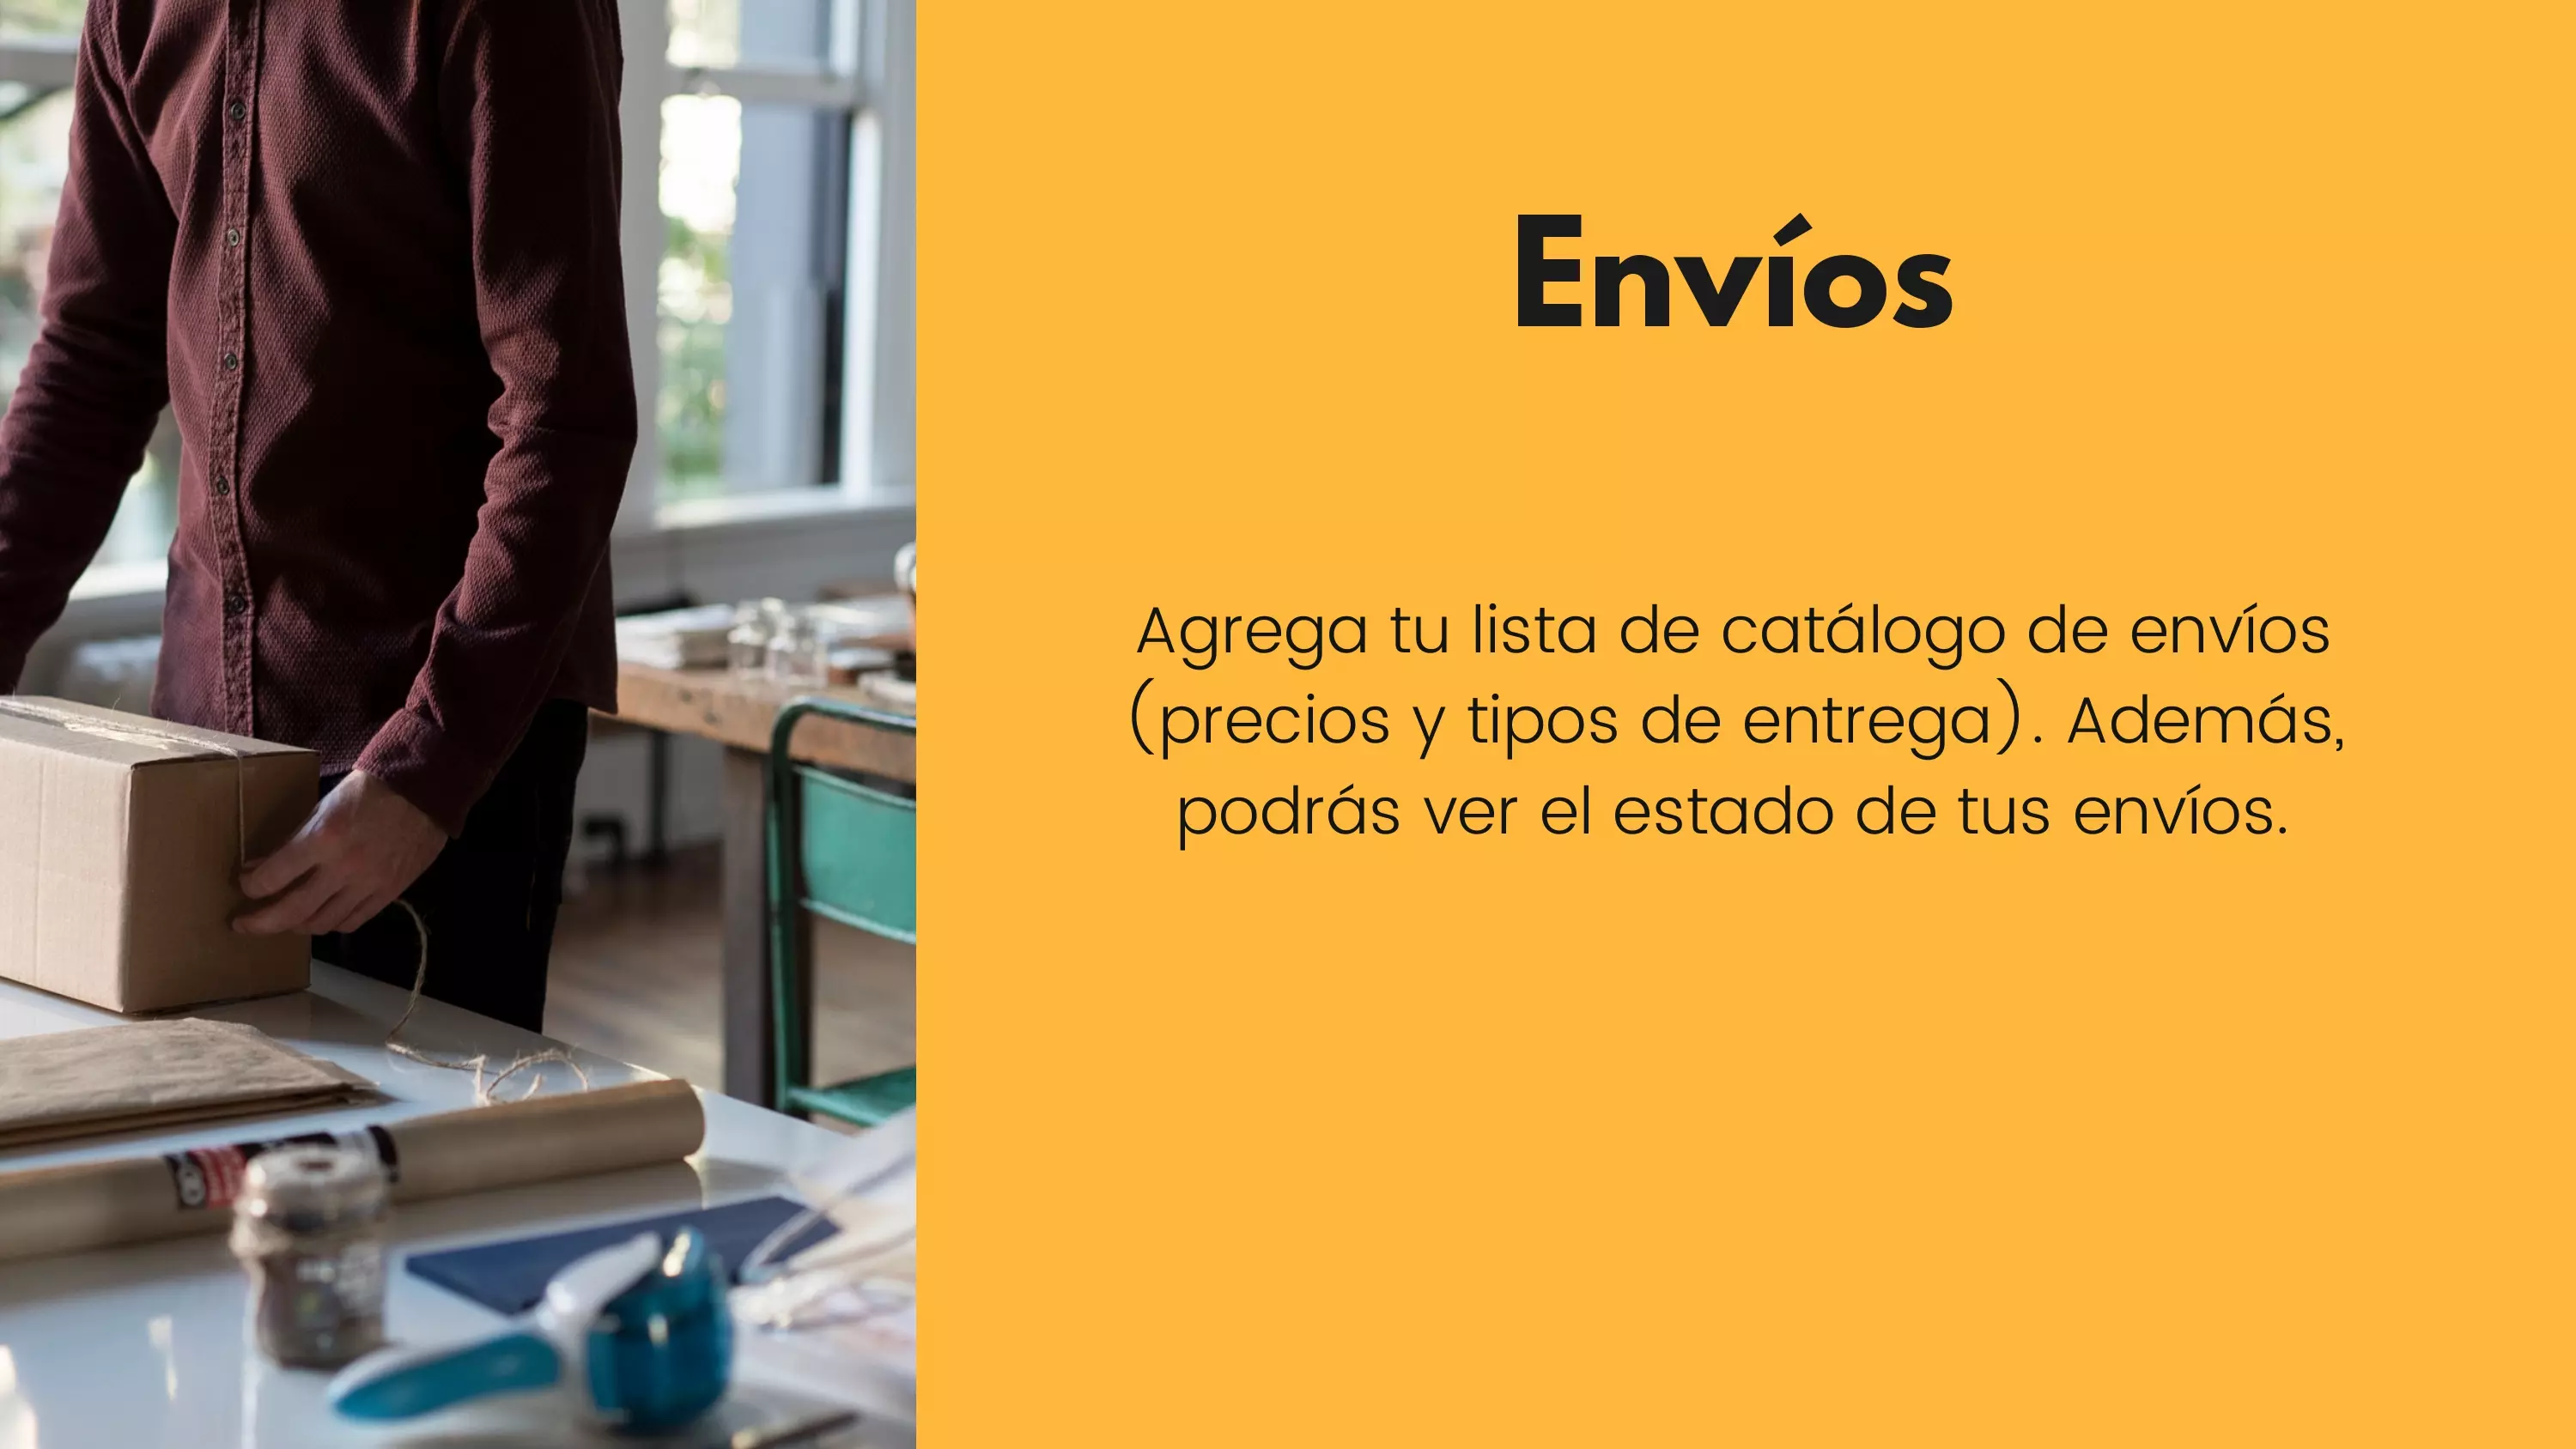 Envíos
Agrega tu lista de catálogo de envíos
(precios y tipos de entrega). Además,
podrás ver el estado de tus envíos.